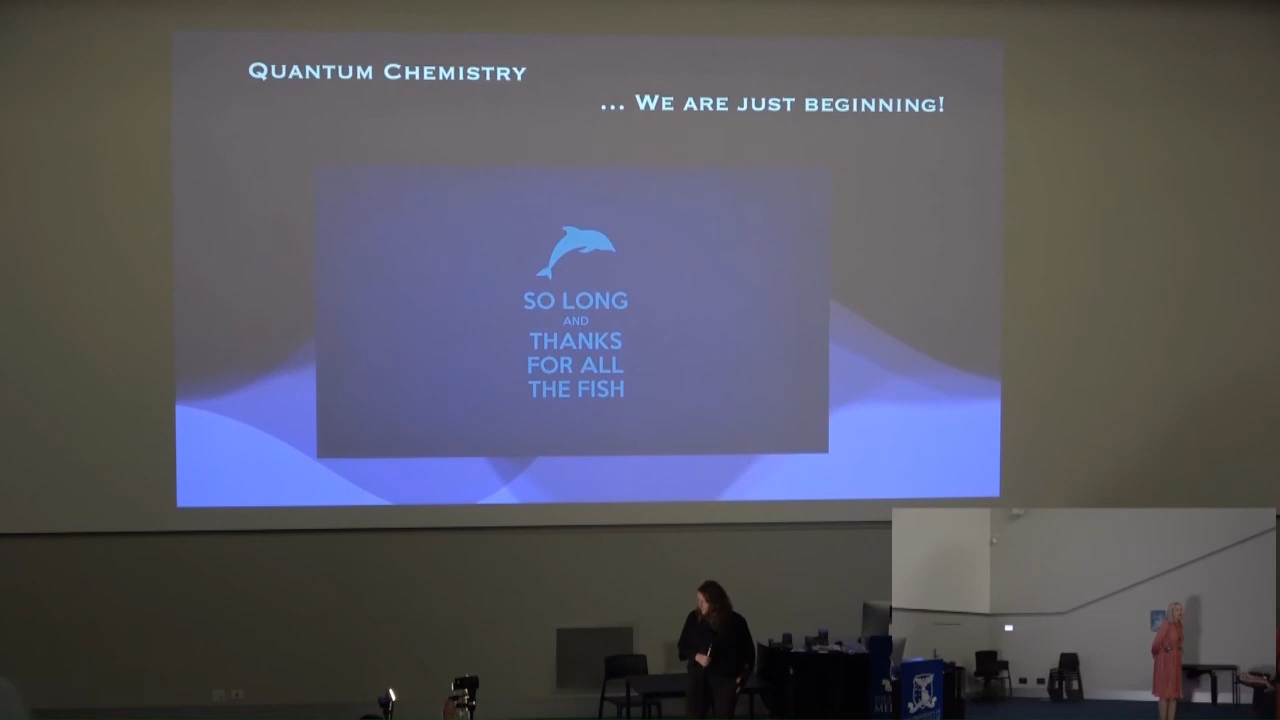 QUANTUM CHEMISTRY
... WE ARE JUST BEGINNING!
SO LONG
AND
THANKS
FOR ALL
THE FISH